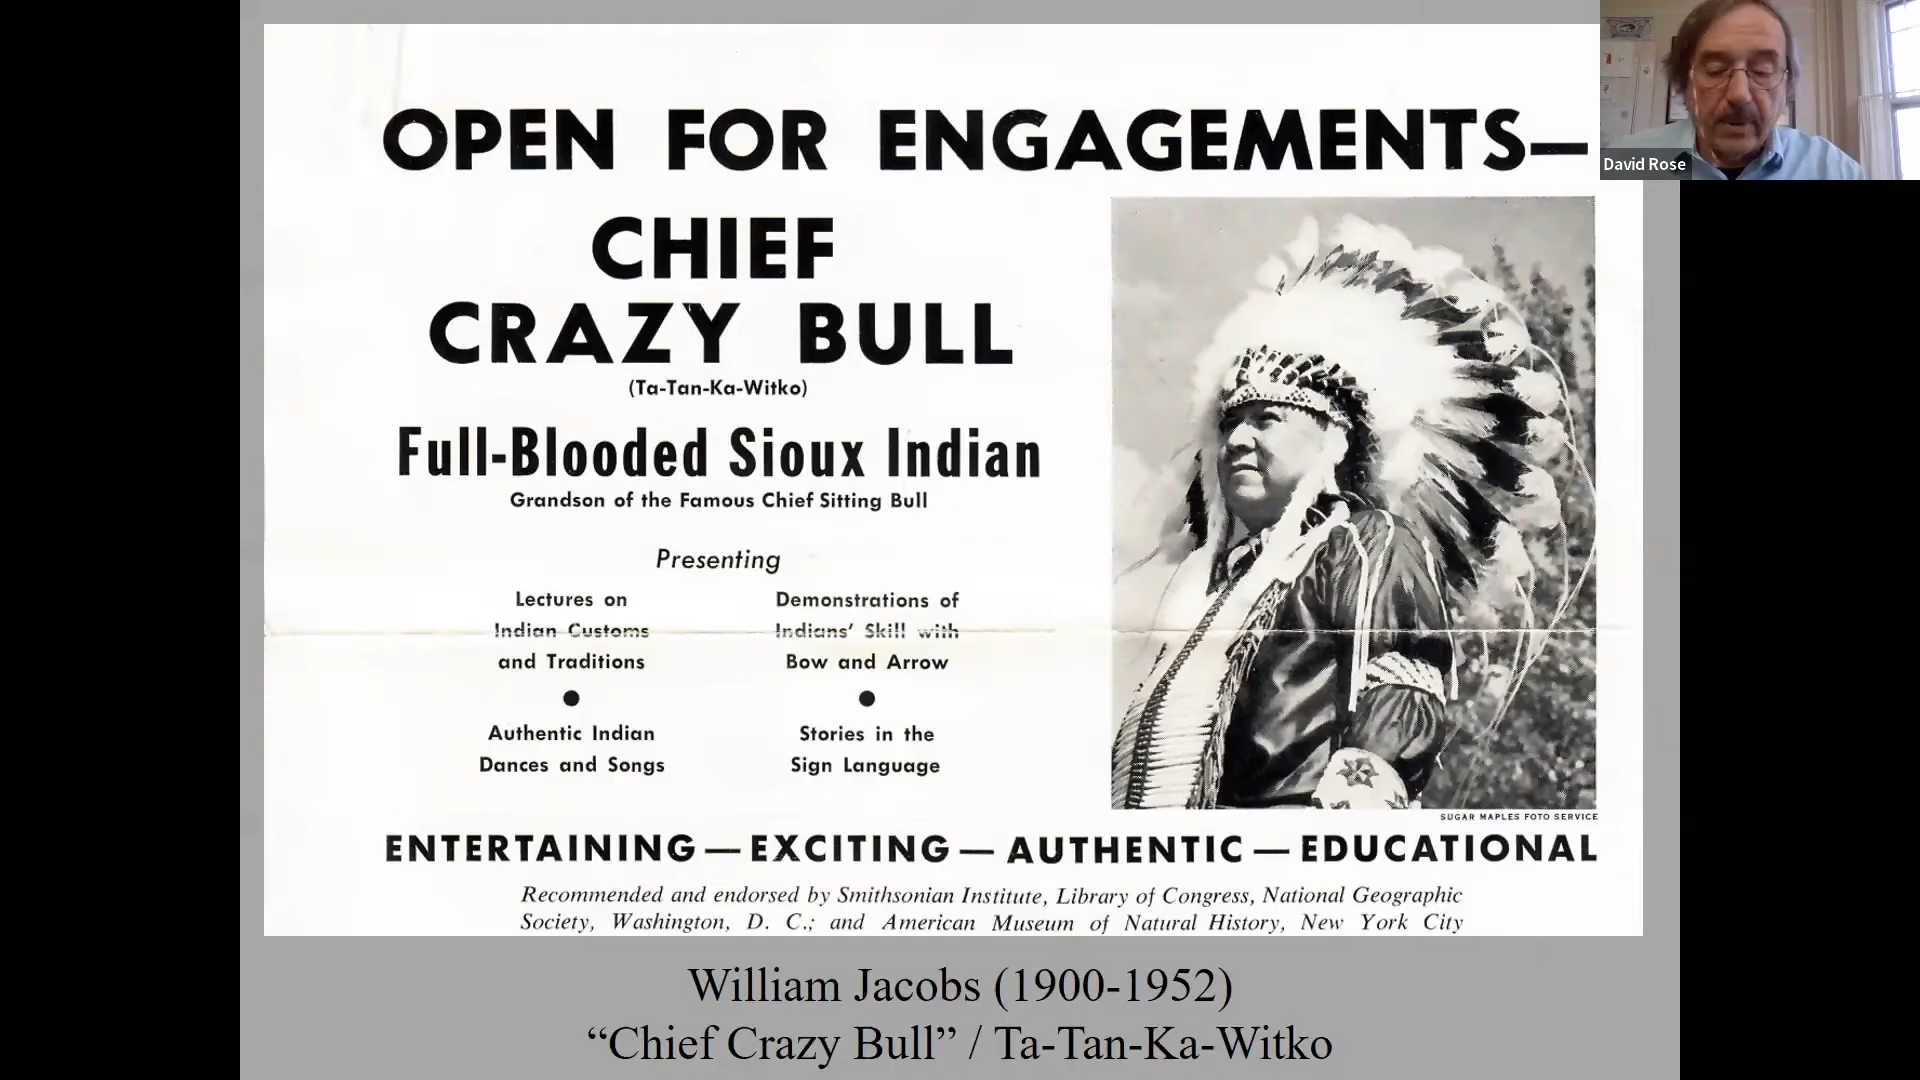 OPEN FOR ENGAGEMENTS—
David Rose
CHIEF
CRAZY BULL
(Ta-Tan-Ka-Witko)
Full-Blooded Sioux Indian
Grandson of the Famous Chief Sitting Bull
Presenting
Lectures on
Indian Customs
and Traditions
Demonstrations of
Indians' Skill with
Bow and Arrow
Authentic Indian
Dances and Songs
Stories in the
Sign Language
SUGAR MAPLES FOTO SERVICE
ENTERTAINING — EXCITING — AUTHENTIC — EDUCATIONAL
Recommended and endorsed by Smithsonian Institute, Library of Congress, National Geographic
Society, Washington, D. C.; and American Museum of Natural History, New York City
William Jacobs (1900-1952)
“Chief Crazy Bull” / Ta-Tan-Ka-Witko